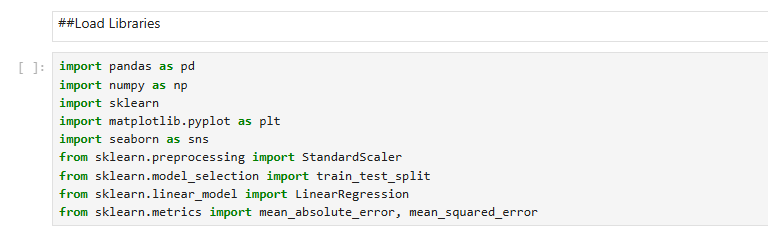 ##Load Libraries
[ ]:
import pandas as pd
import numpy as np
import sklearn
import matplotlib.pyplot as plt
import seaborn as sns
from sklearn.preprocessing import StandardScaler
from sklearn.model_selection import train_test_split
from sklearn.linear_model import LinearRegression
from sklearn.metrics import mean_absolute_error, mean_squared_error